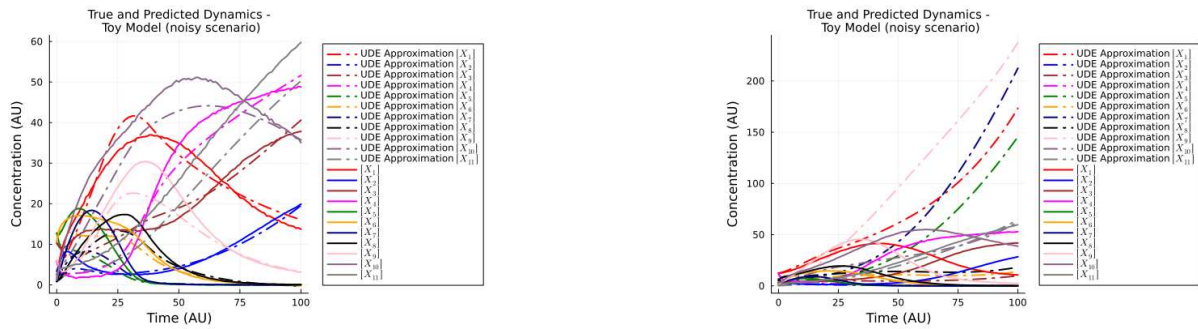 True and Predicted Dynamics -
Toy Model (noisy scenario)
Concentration (AU)
60
50
40
30
20
10
0
0
25
50
75
100
Time (AU)
UDE Approximation [X₁]
UDE Approximation [X₂]
UDE Approximation [X₃]
UDE Approximation [X₄]
UDE Approximation [X₅]
UDE Approximation [X₆]
UDE Approximation [X₇]
UDE Approximation [X₈]
UDE Approximation [X₉]
UDE Approximation [X₁₀]
UDE Approximation [X₁₁]
[X₁]
[X₂]
[X₃]
[X₄]
[X₅]
[X₆]
[X₇]
[X₈]
[X₉]
[X₁₀]
[X₁₁]
True and Predicted Dynamics -
Toy Model (noisy scenario)
Concentration (AU)
200
150
100
50
0
0
25
50
75
100
Time (AU)
UDE Approximation [X₁]
UDE Approximation [X₂]
UDE Approximation [X₃]
UDE Approximation [X₄]
UDE Approximation [X₅]
UDE Approximation [X₆]
UDE Approximation [X₇]
UDE Approximation [X₈]
UDE Approximation [X₉]
UDE Approximation [X₁₀]
UDE Approximation [X₁₁]
[X₁]
[X₂]
[X₃]
[X₄]
[X₅]
[X₆]
[X₇]
[X₈]
[X₉]
[X₁₀]
[X₁₁]